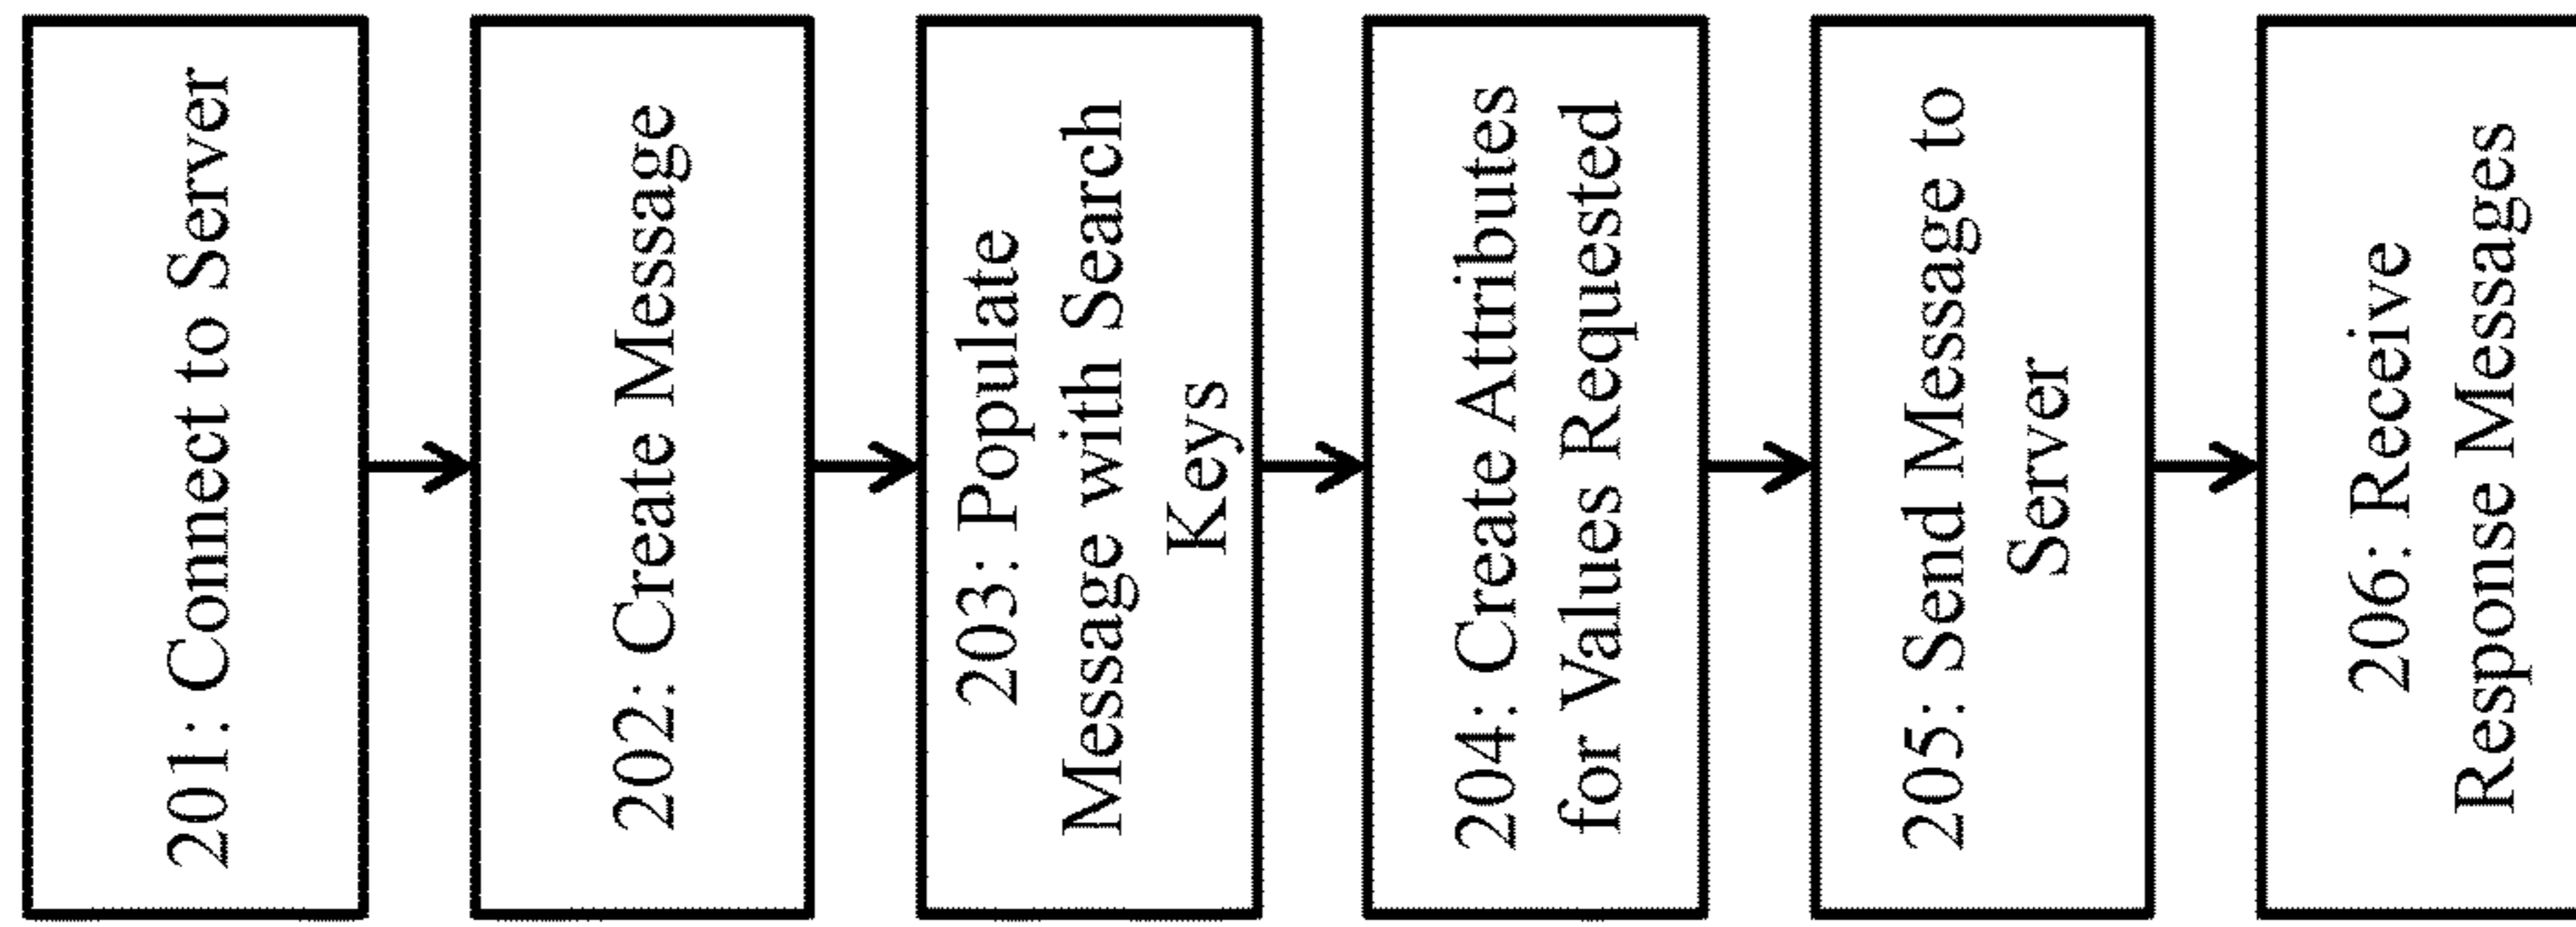 201: Connect to Server
202: Create Message
203: Populate
Message with Search
Keys
204: Create Attributes
for Values Requested
205: Send Message to
Server
206: Receive
Response Messages